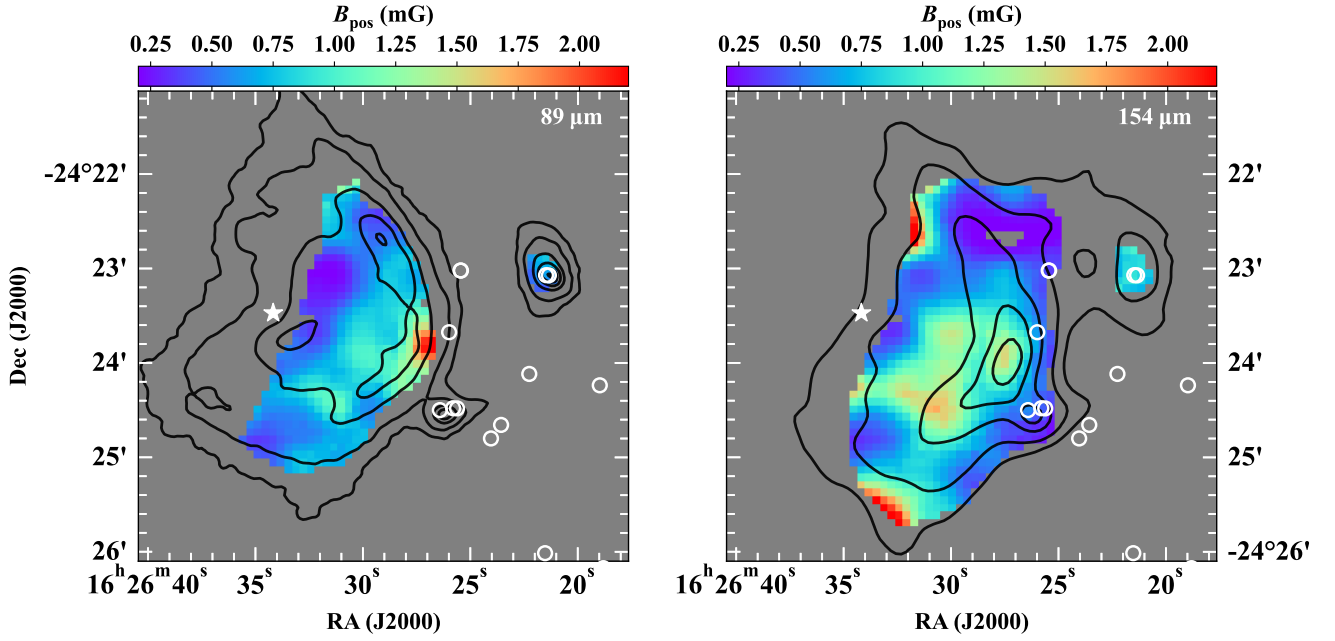 B_pos (mG)
0.25 0.50 0.75 1.00 1.25 1.50 1.75 2.00
89 μm
-24°22'
23'
24'
25'
26'
Dec (J2000)
16ʰ26ᵐ40ˢ 35ˢ 30ˢ 25ˢ 20ˢ
RA (J2000)
B_pos (mG)
0.25 0.50 0.75 1.00 1.25 1.50 1.75 2.00
154 μm
22'
23'
24'
25'
-24°26'
16ʰ26ᵐ40ˢ 35ˢ 30ˢ 25ˢ 20ˢ
RA (J2000)